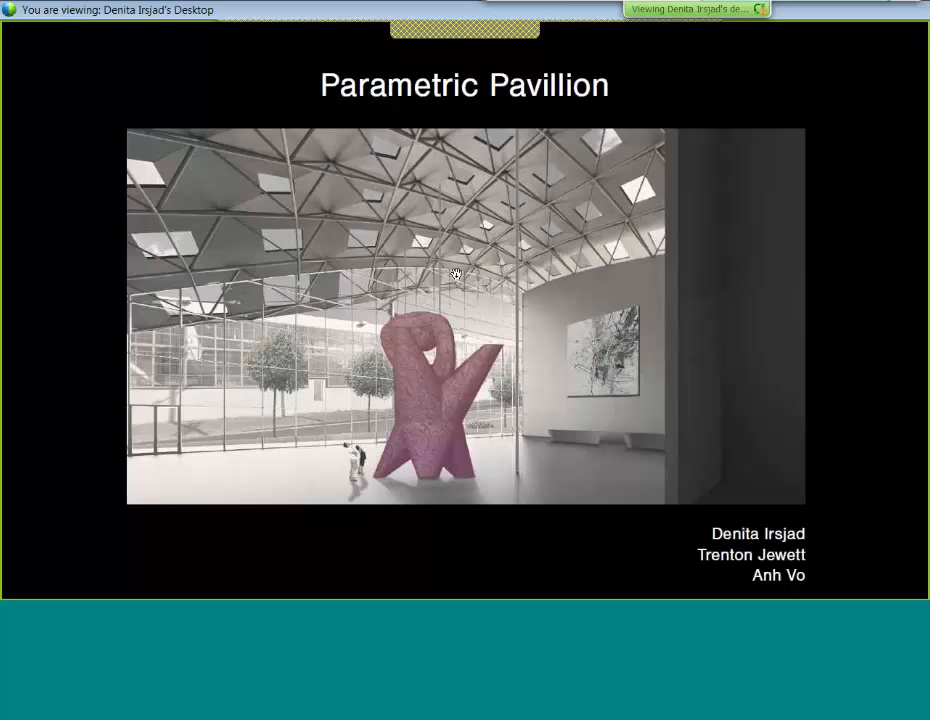 You are viewing: Denita Irsjad's Desktop
Viewing Denita Irsjad's de...
Parametric Pavillion
Denita Irsjad
Trenton Jewett
Anh Vo